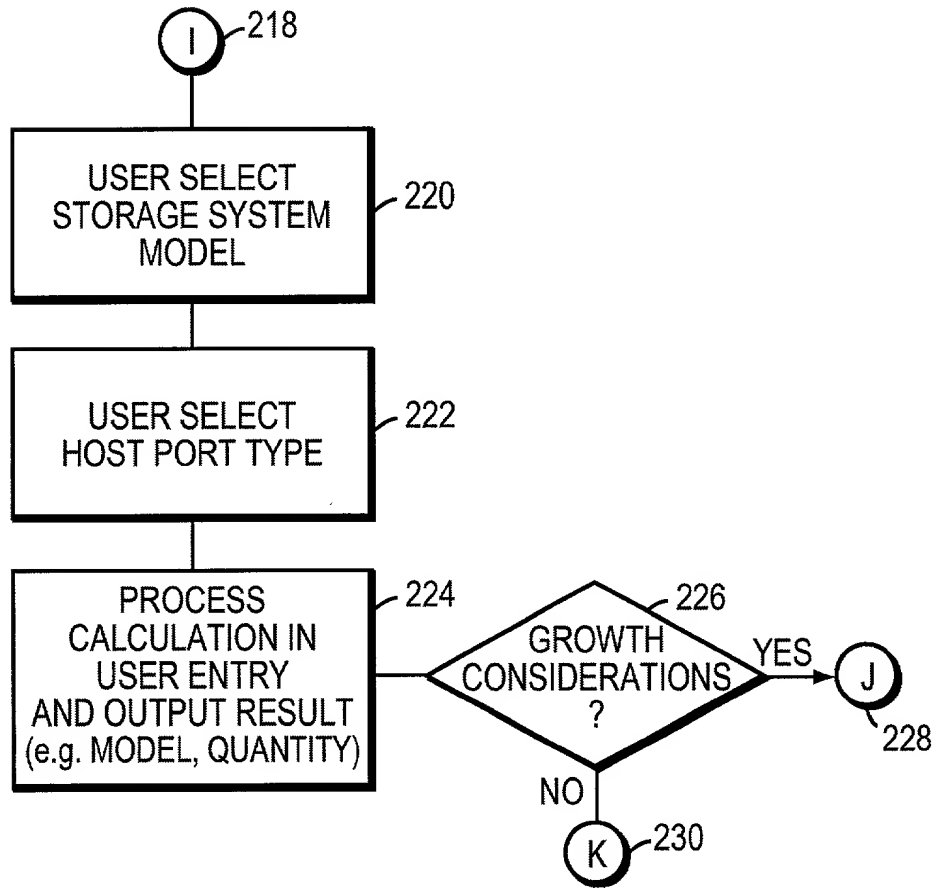 I
218
USER SELECT
STORAGE SYSTEM
MODEL
220
USER SELECT
HOST PORT TYPE
222
PROCESS
CALCULATION IN
USER ENTRY
AND OUTPUT RESULT
(e.g. MODEL, QUANTITY)
224
GROWTH
CONSIDERATIONS
?
226
YES
J
228
NO
K
230